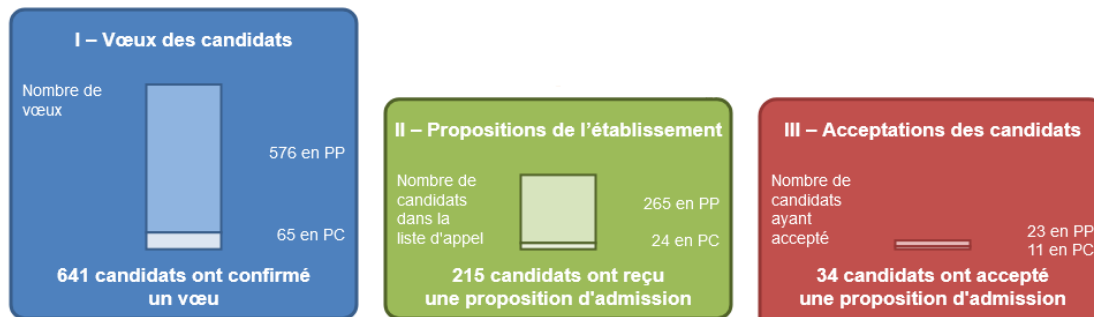 I – Vœux des candidats
Nombre de
vœux
576 en PP
65 en PC
641 candidats ont confirmé
un vœu
II – Propositions de l'établissement
Nombre de
candidats
dans la
liste d'appel
265 en PP
24 en PC
215 candidats ont reçu
une proposition d'admission
III – Acceptations des candidats
Nombre de
candidats
ayant
accepté
23 en PP
11 en PC
34 candidats ont accepté
une proposition d'admission